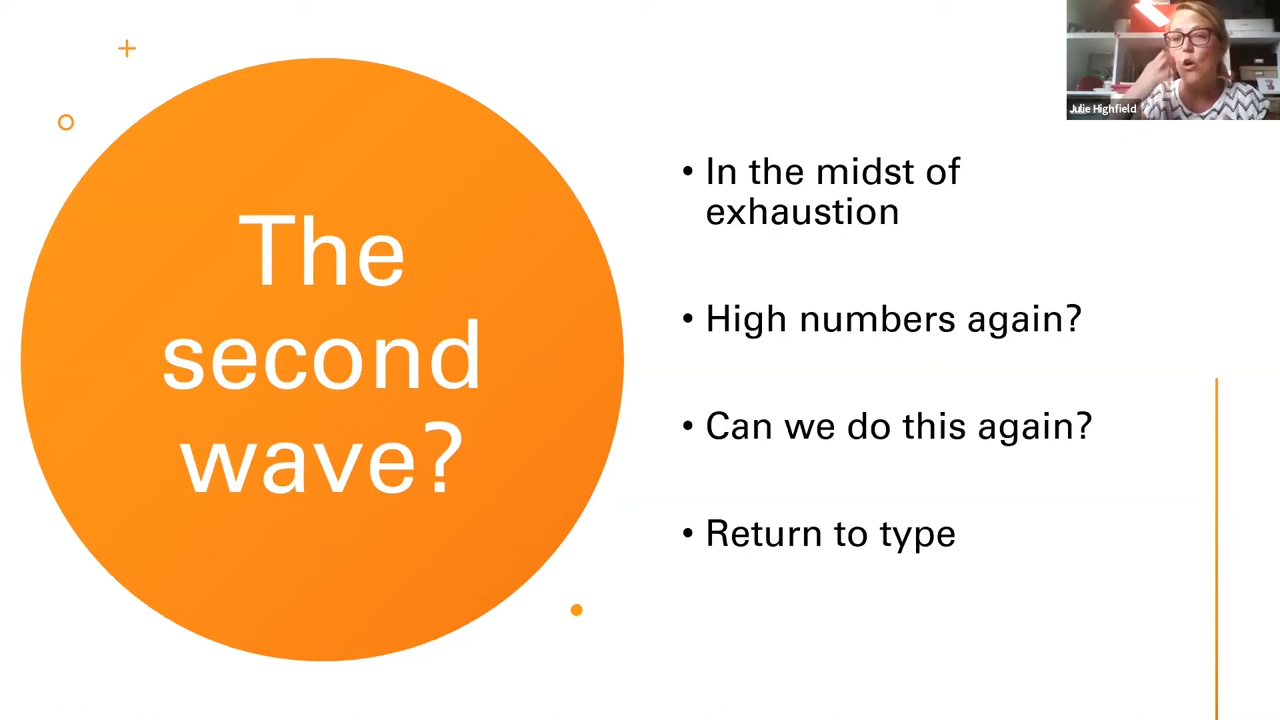 The
second
wave?
• In the midst of
exhaustion
• High numbers again?
• Can we do this again?
• Return to type
Julie Highfield